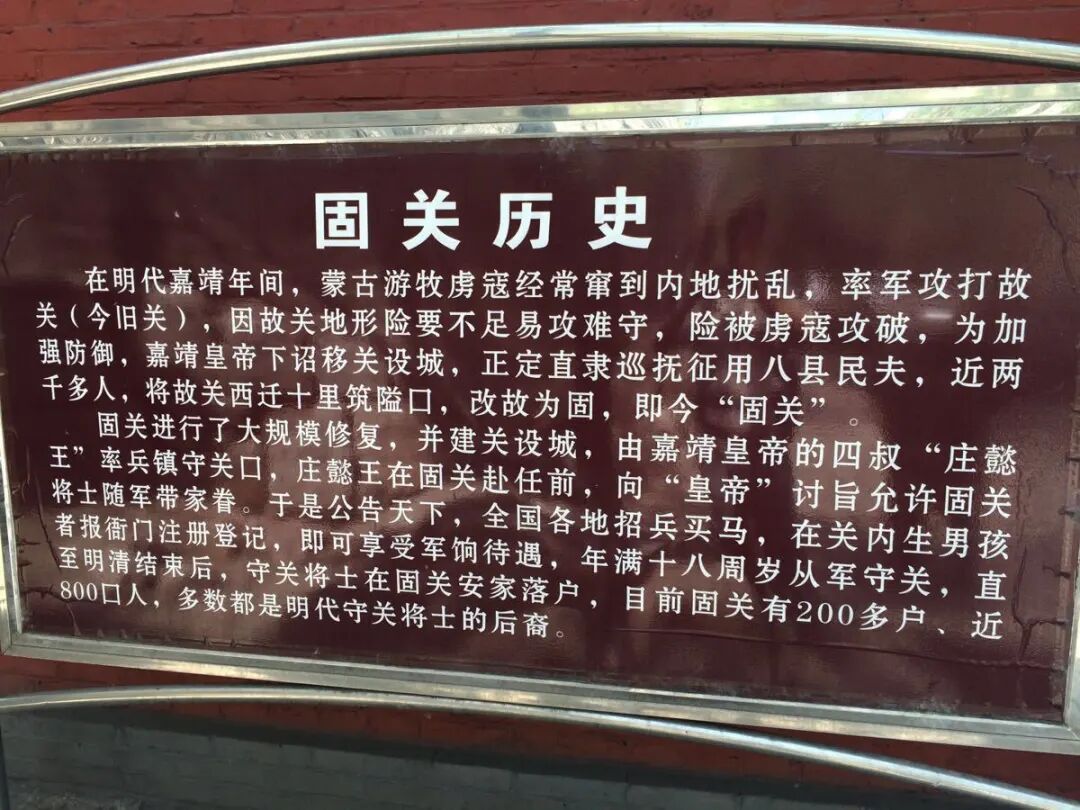 固关历史
在明代嘉靖年间，蒙古游牧虏寇经常窜到内地扰乱，率军攻打故
关（今旧关），因故关地形险要不足易攻难守，险被虏寇攻破，为加
强防御，嘉靖皇帝下诏移关设城，正定直隶巡抚征用八县民夫，近两
千多人，将故关西迁十里筑隘口，改故为固，即今“固关”。
固关进行了大规模修复，并建关设城，由嘉靖皇帝的四叔“庄懿
王”率兵镇守关口，庄懿王在固关赴任前，向“皇帝”讨旨允许固关
将士随军带家眷。于是公告天下，全国各地招兵买马，在关内生男孩
者报衙门注册登记，即可享受军饷待遇，年满十八周岁从军守关，直
至明清结束后，守关将士在固关安家落户，目前固关有200多户、近
800口人，多数都是明代守关将士的后裔。